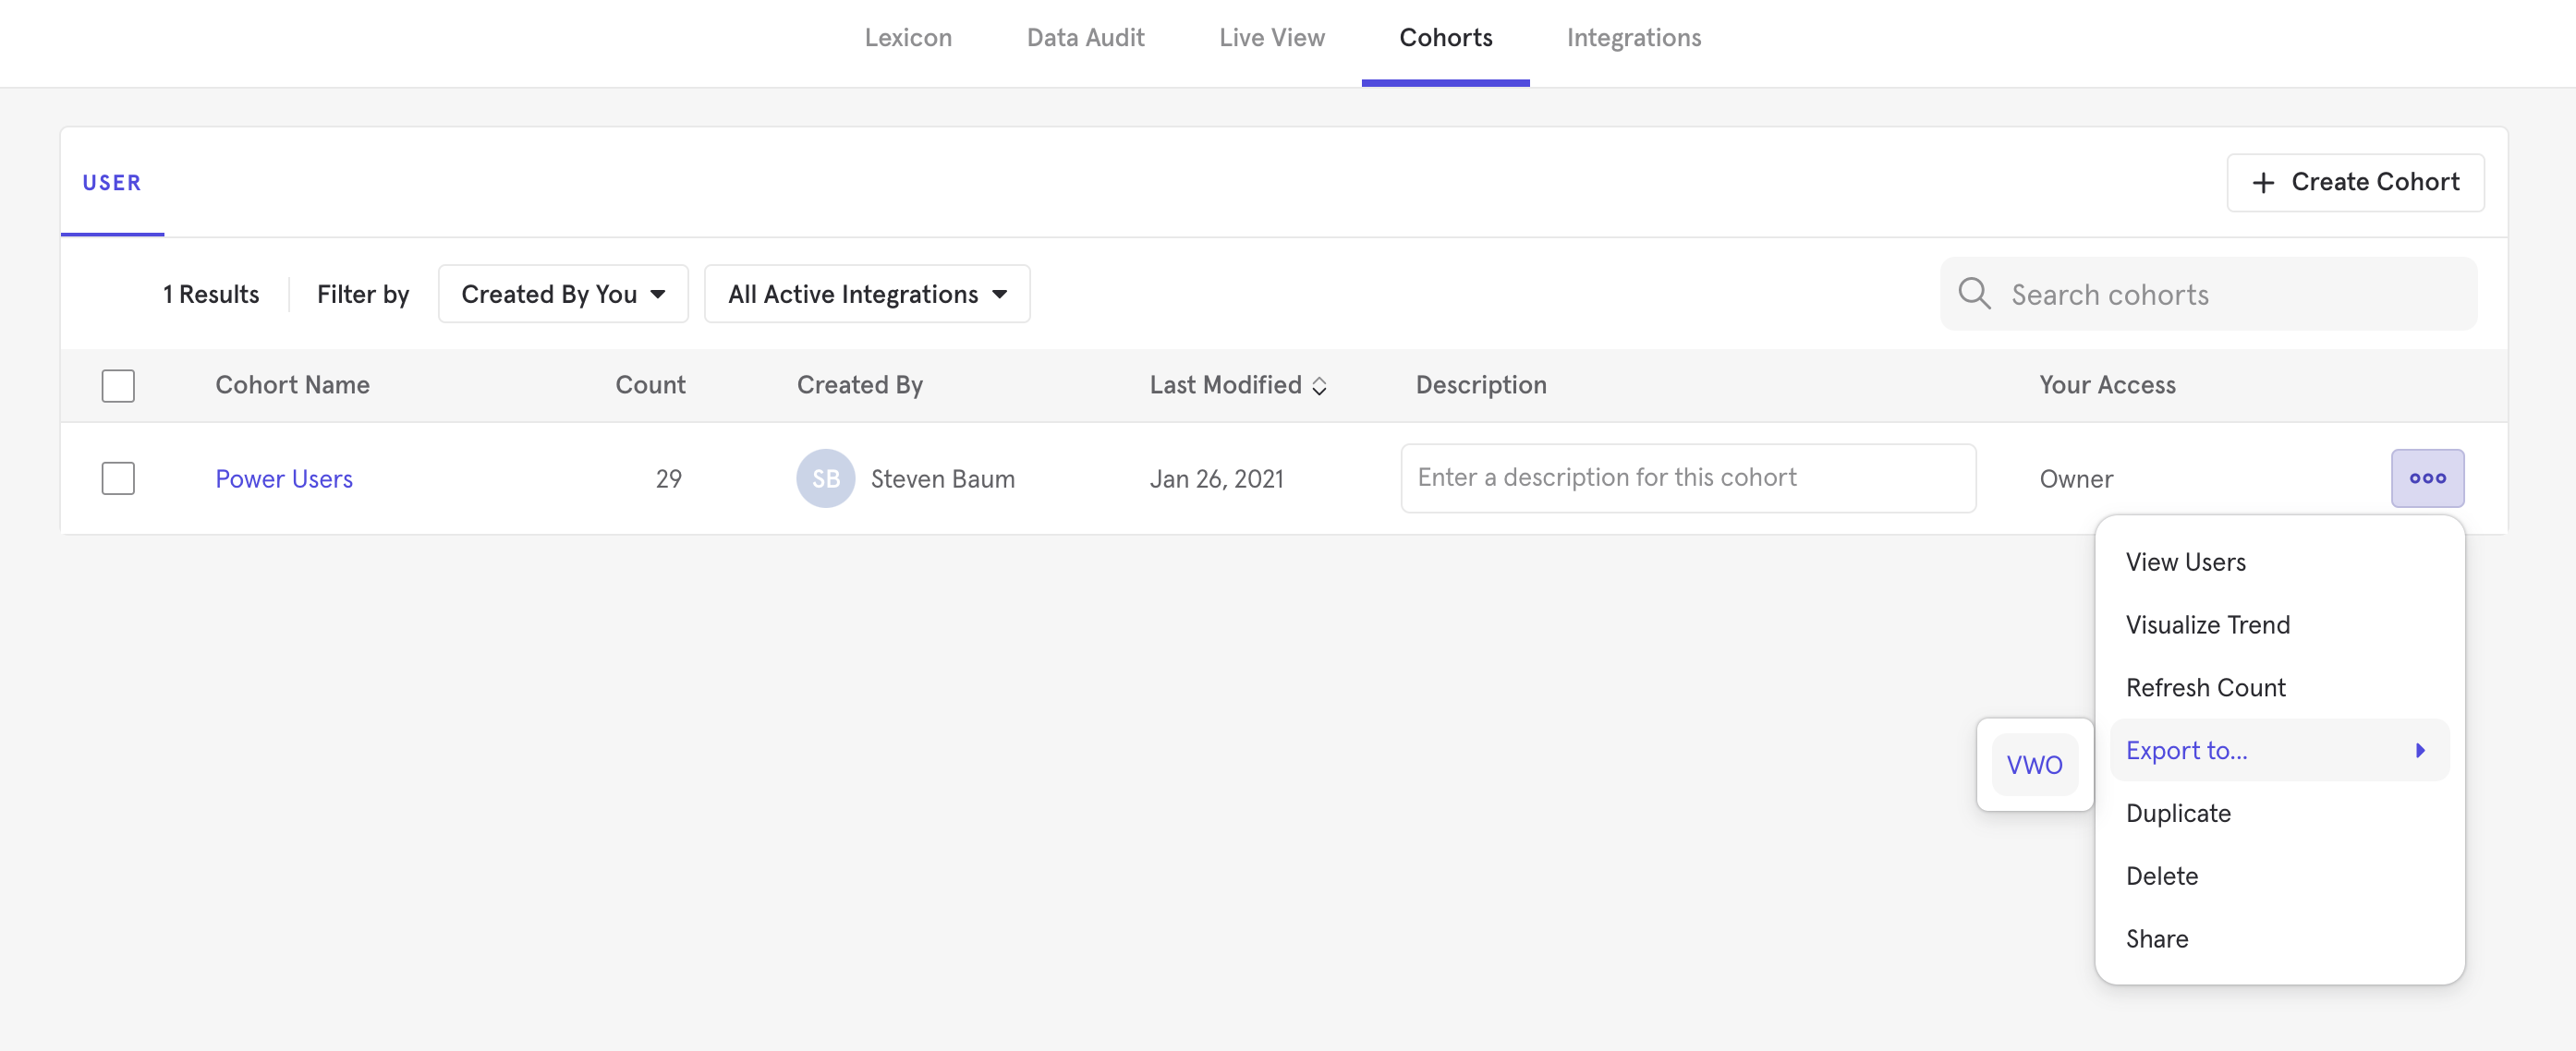 Lexicon Data Audit Live View Cohorts Integrations
USER
+ Create Cohort
1 Results Filter by Created By You All Active Integrations Search cohorts
Cohort Name Count Created By Last Modified Description Your Access
Power Users 29 SB Steven Baum Jan 26, 2021 Enter a description for this cohort Owner
View Users
Visualize Trend
Refresh Count
Export to...
VWO
Duplicate
Delete
Share